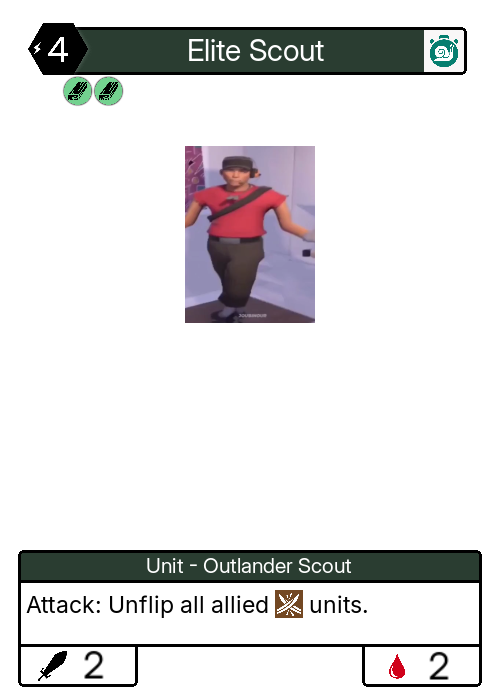 4
Elite Scout
Unit - Outlander Scout
Attack: Unflip all allied units.
2
2